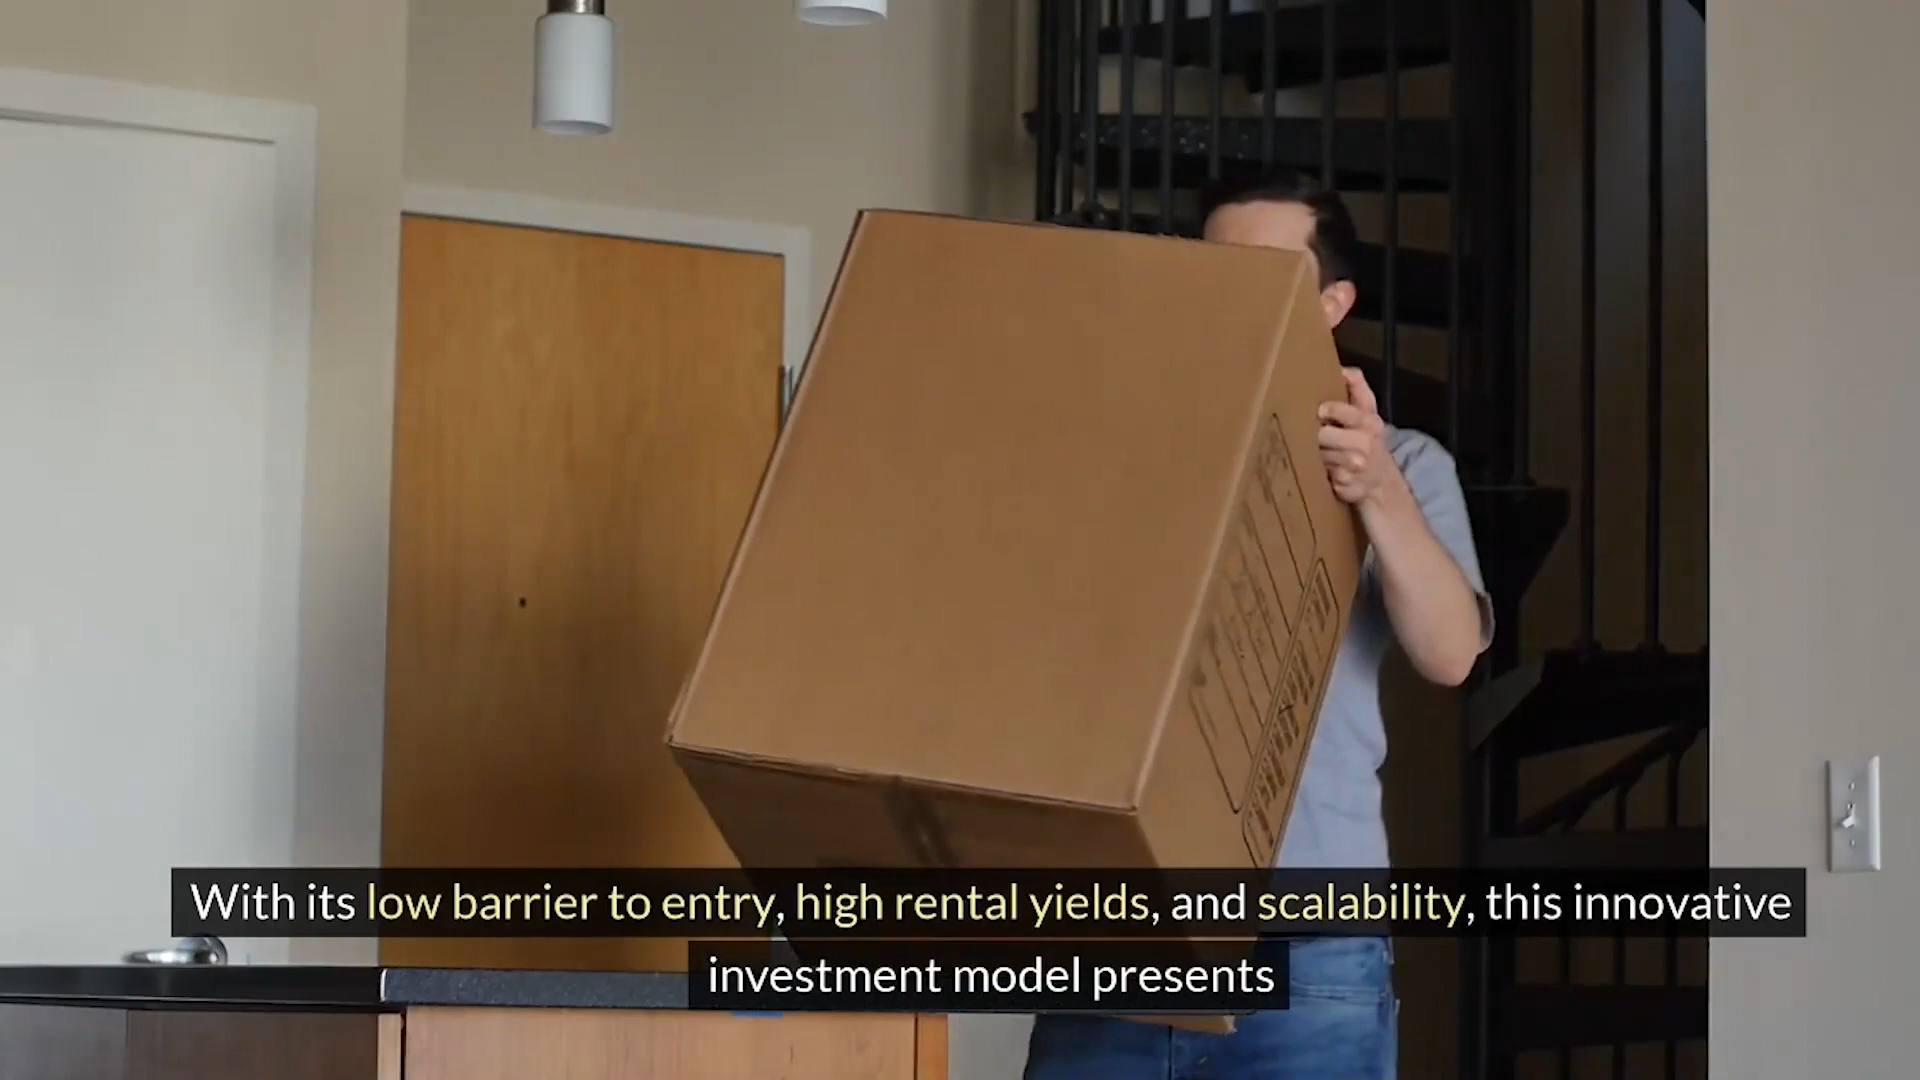 With its low barrier to entry, high rental yields, and scalability, this innovative
investment model presents